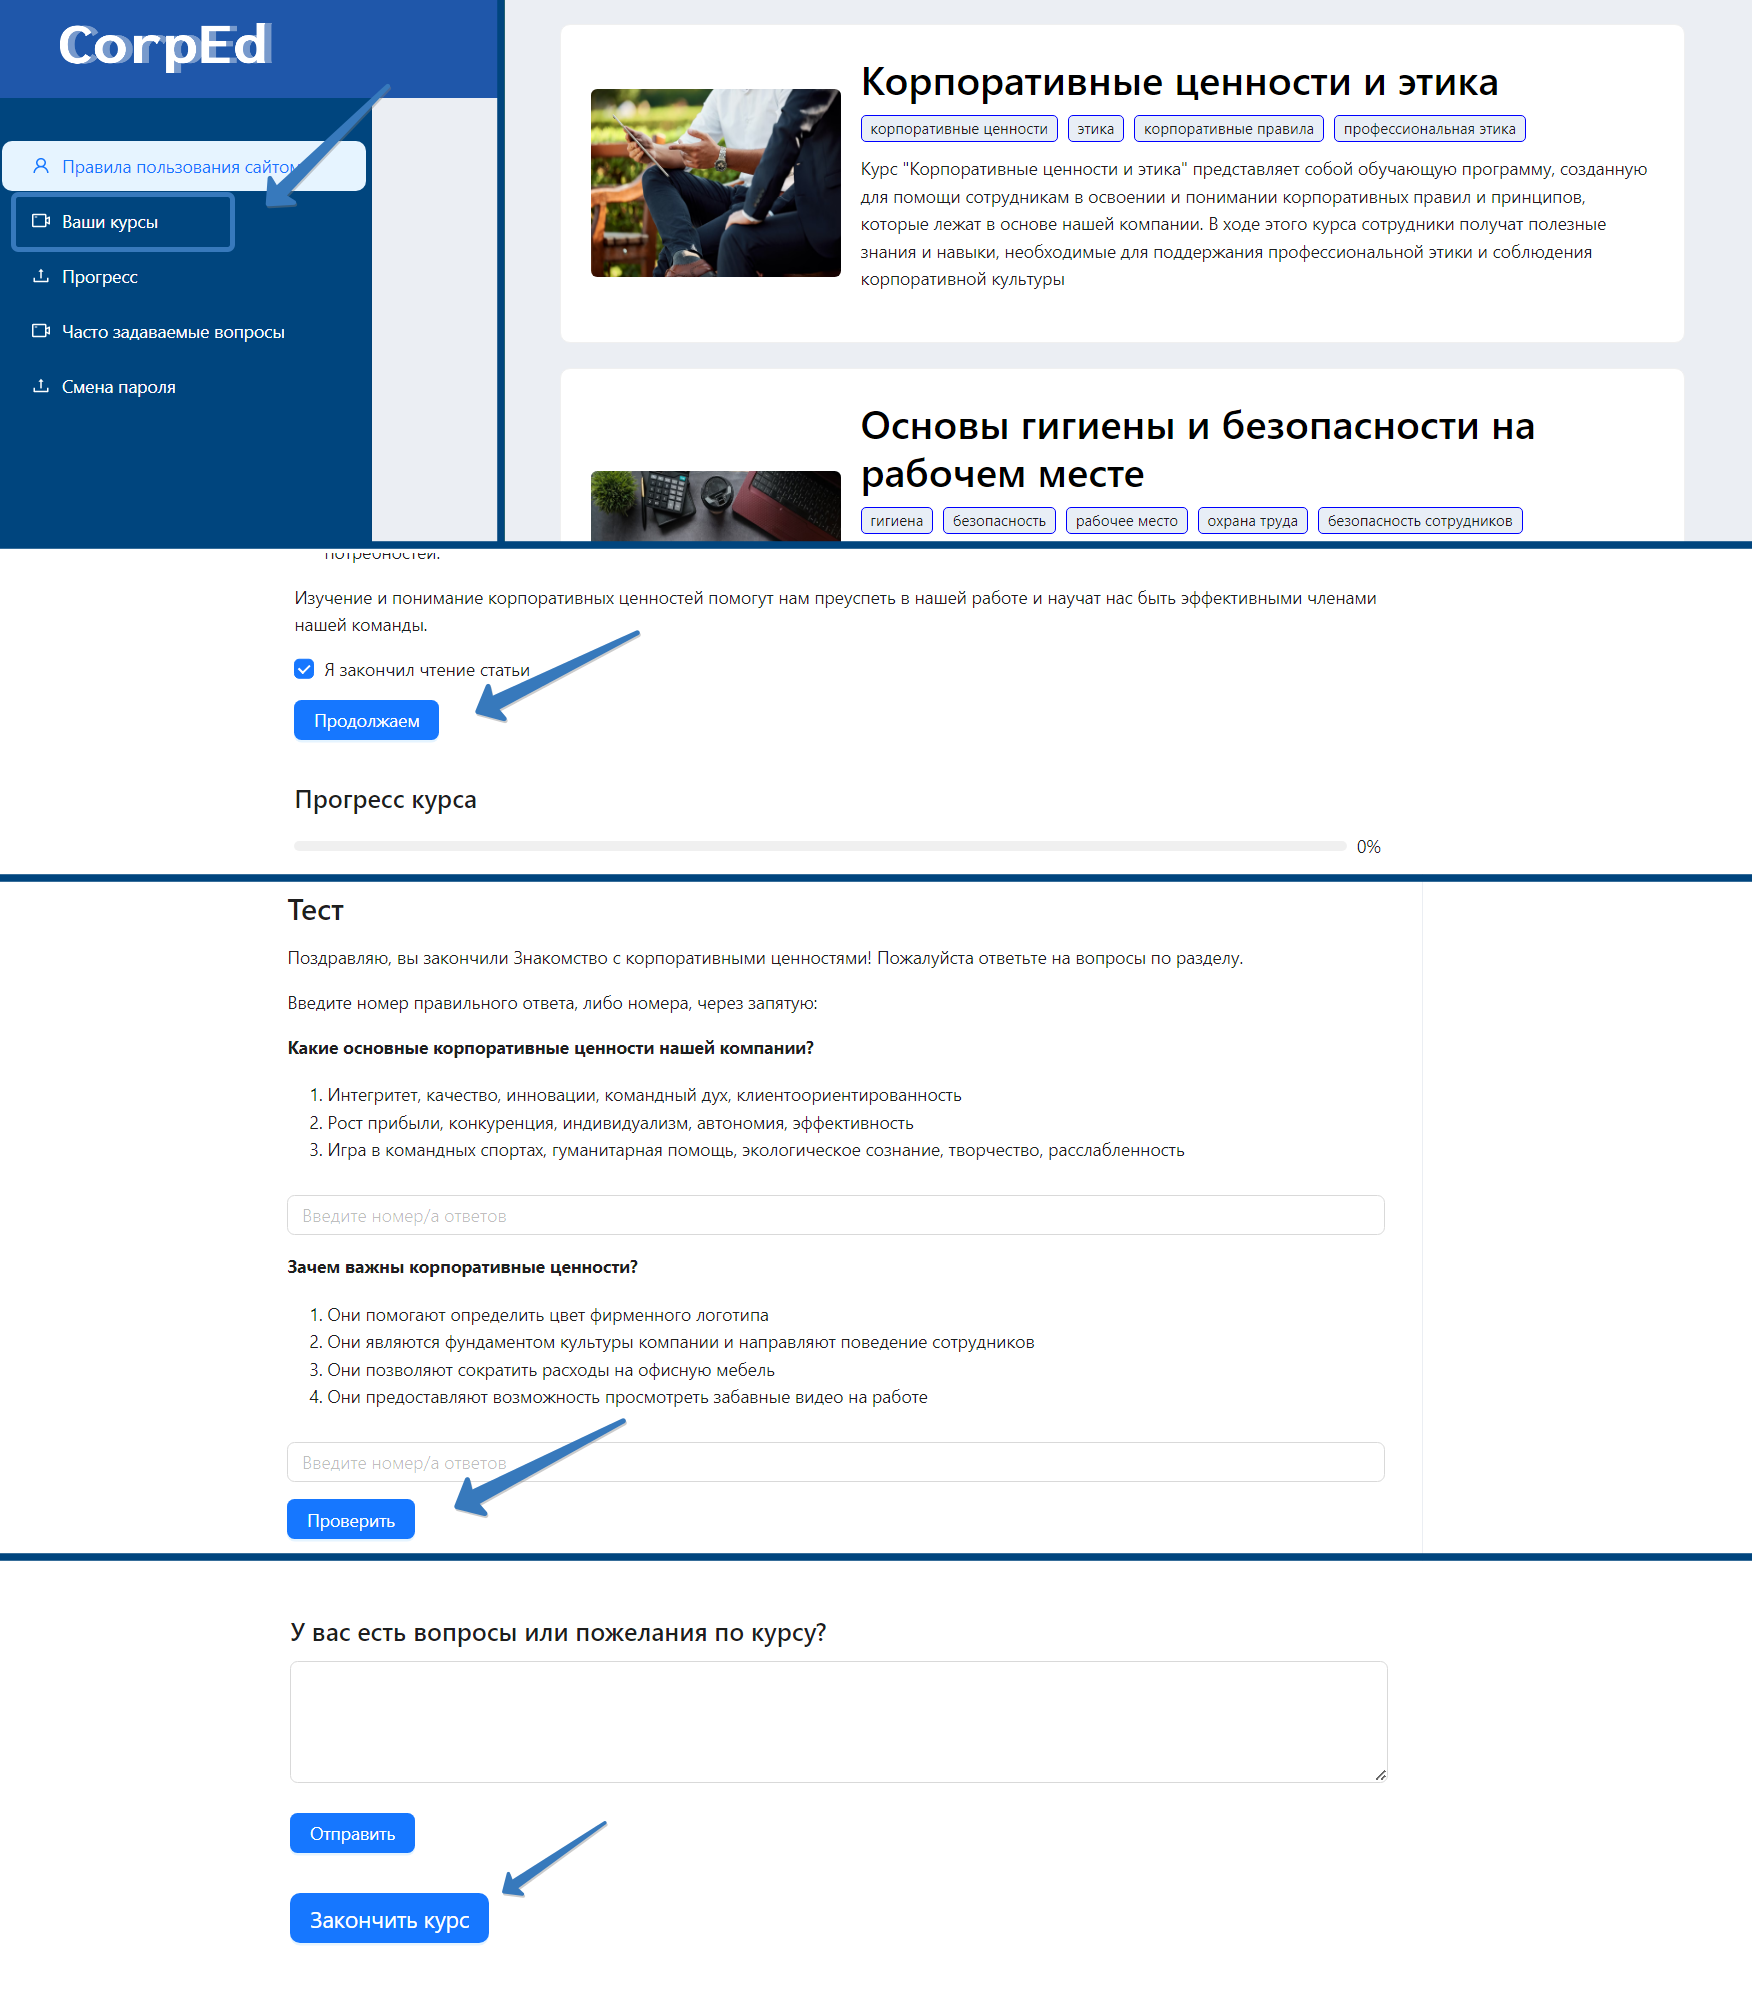 CorpEd
Правила пользования сайтом
Ваши курсы
Прогресс
Часто задаваемые вопросы
Смена пароля
Корпоративные ценности и этика
корпоративные ценности этика корпоративные правила профессиональная этика
Курс "Корпоративные ценности и этика" представляет собой обучающую программу, созданную
для помощи сотрудникам в освоении и понимании корпоративных правил и принципов,
которые лежат в основе нашей компании. В ходе этого курса сотрудники получат полезные
знания и навыки, необходимые для поддержания профессиональной этики и соблюдения
корпоративной культуры
Основы гигиены и безопасности на
рабочем месте
гигиена безопасность рабочее место охрана труда безопасность сотрудников
потребностей.
Изучение и понимание корпоративных ценностей помогут нам преуспеть в нашей работе и научат нас быть эффективными членами
нашей команды.
Я закончил чтение статьи
Продолжаем
Прогресс курса
0%
Тест
Поздравляю, вы закончили Знакомство с корпоративными ценностями! Пожалуйста ответьте на вопросы по разделу.
Введите номер правильного ответа, либо номера, через запятую:
Какие основные корпоративные ценности нашей компании?
1. Интегритет, качество, инновации, командный дух, клиентоориентированность
2. Рост прибыли, конкуренция, индивидуализм, автономия, эффективность
3. Игра в командных спортах, гуманитарная помощь, экологическое сознание, творчество, расслабленность
Введите номер/а ответов
Зачем важны корпоративные ценности?
1. Они помогают определить цвет фирменного логотипа
2. Они являются фундаментом культуры компании и направляют поведение сотрудников
3. Они позволяют сократить расходы на офисную мебель
4. Они предоставляют возможность просмотреть забавные видео на работе
Введите номер/а ответов
Проверить
У вас есть вопросы или пожелания по курсу?
Отправить
Закончить курс